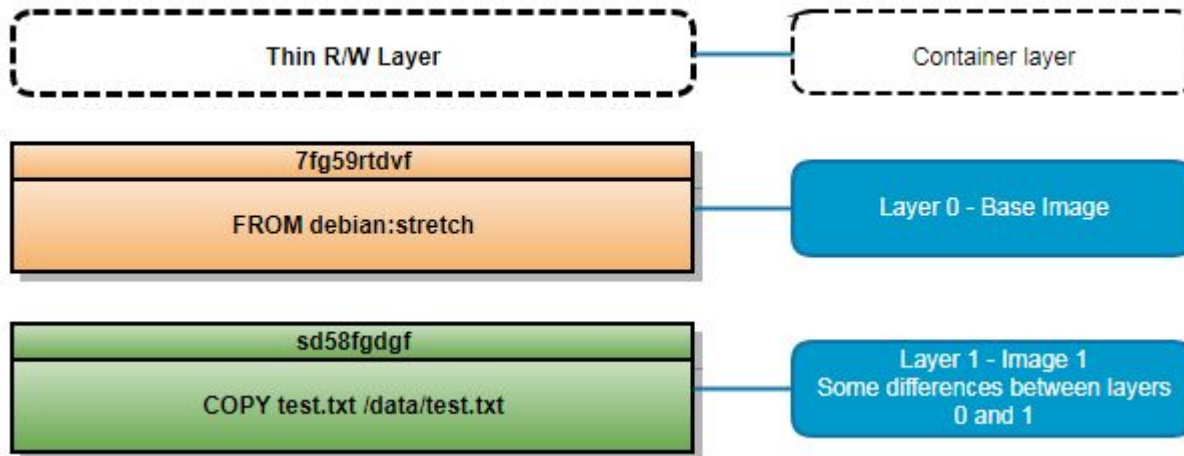 Thin R/W Layer
Container layer
7fg59rtdvf
FROM debian:stretch
Layer 0 - Base Image
sd58fgdgf
COPY test.txt /data/test.txt
Layer 1 - Image 1
Some differences between layers
0 and 1